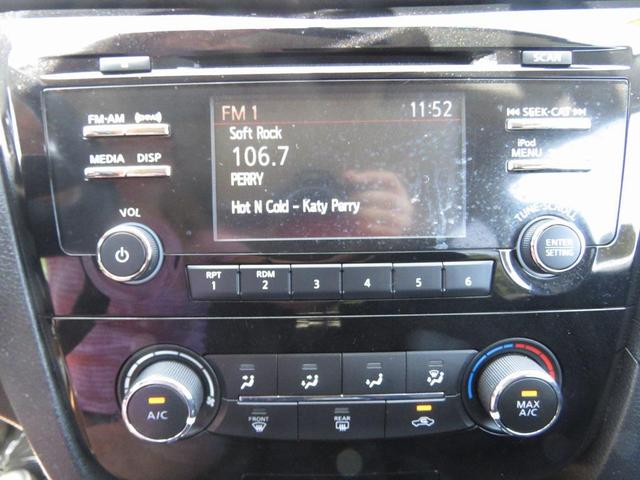 SCAN
FM 1 11:52
FM·AM
Soft Rock
106.7
PERRY
Hot N Cold - Katy Perry
MEDIA DISP
SEEK·CAT
iPod
MENU
TUNE·SCROLL
VOL
ENTER
SETTING
RPT
1
RDM
2
3
4
5
6
A/C
FRONT
REAR
MAX
A/C